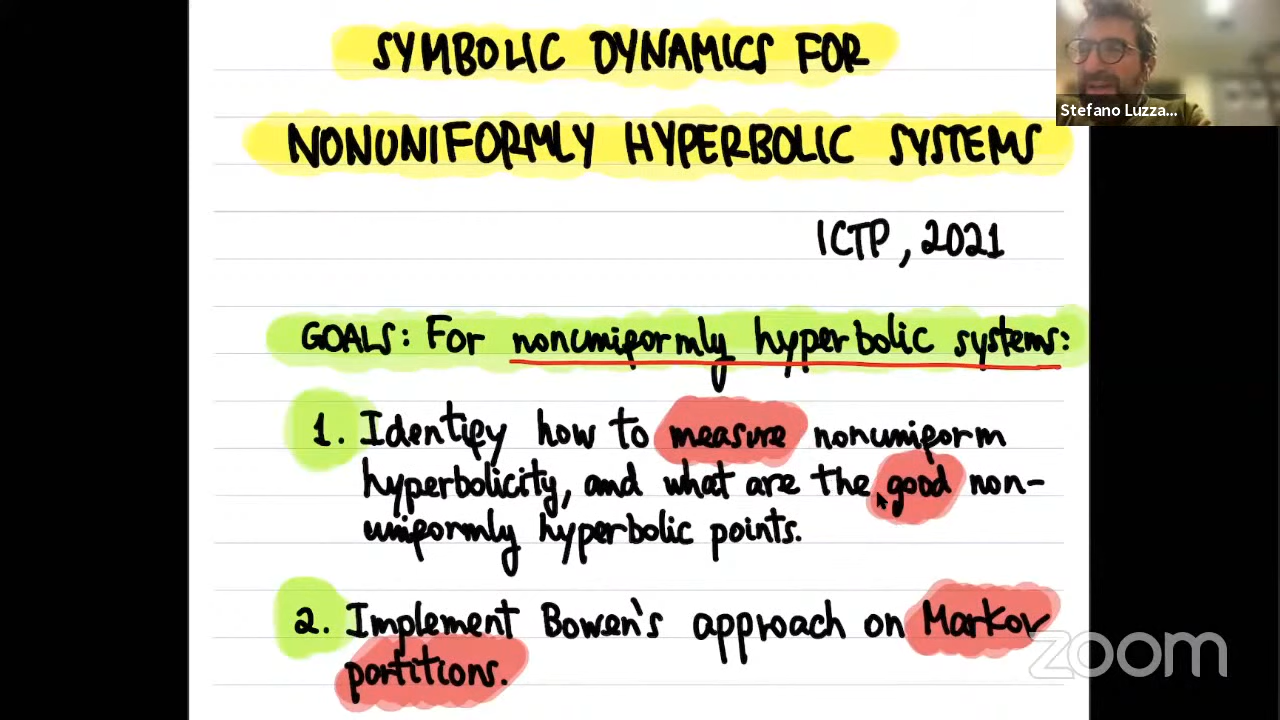 SYMBOLIC DYNAMICS FOR
NONUNIFORMLY HYPERBOLIC SYSTEMS
Stefano Luzza...
ICTP, 2021
GOALS: For nonuniformly hyperbolic systems:
1. Identify how to measure nonuniform
hyperbolicity, and what are the good non-
uniformly hyperbolic points.
2. Implement Bowen's approach on Markov
partitions.
zoom